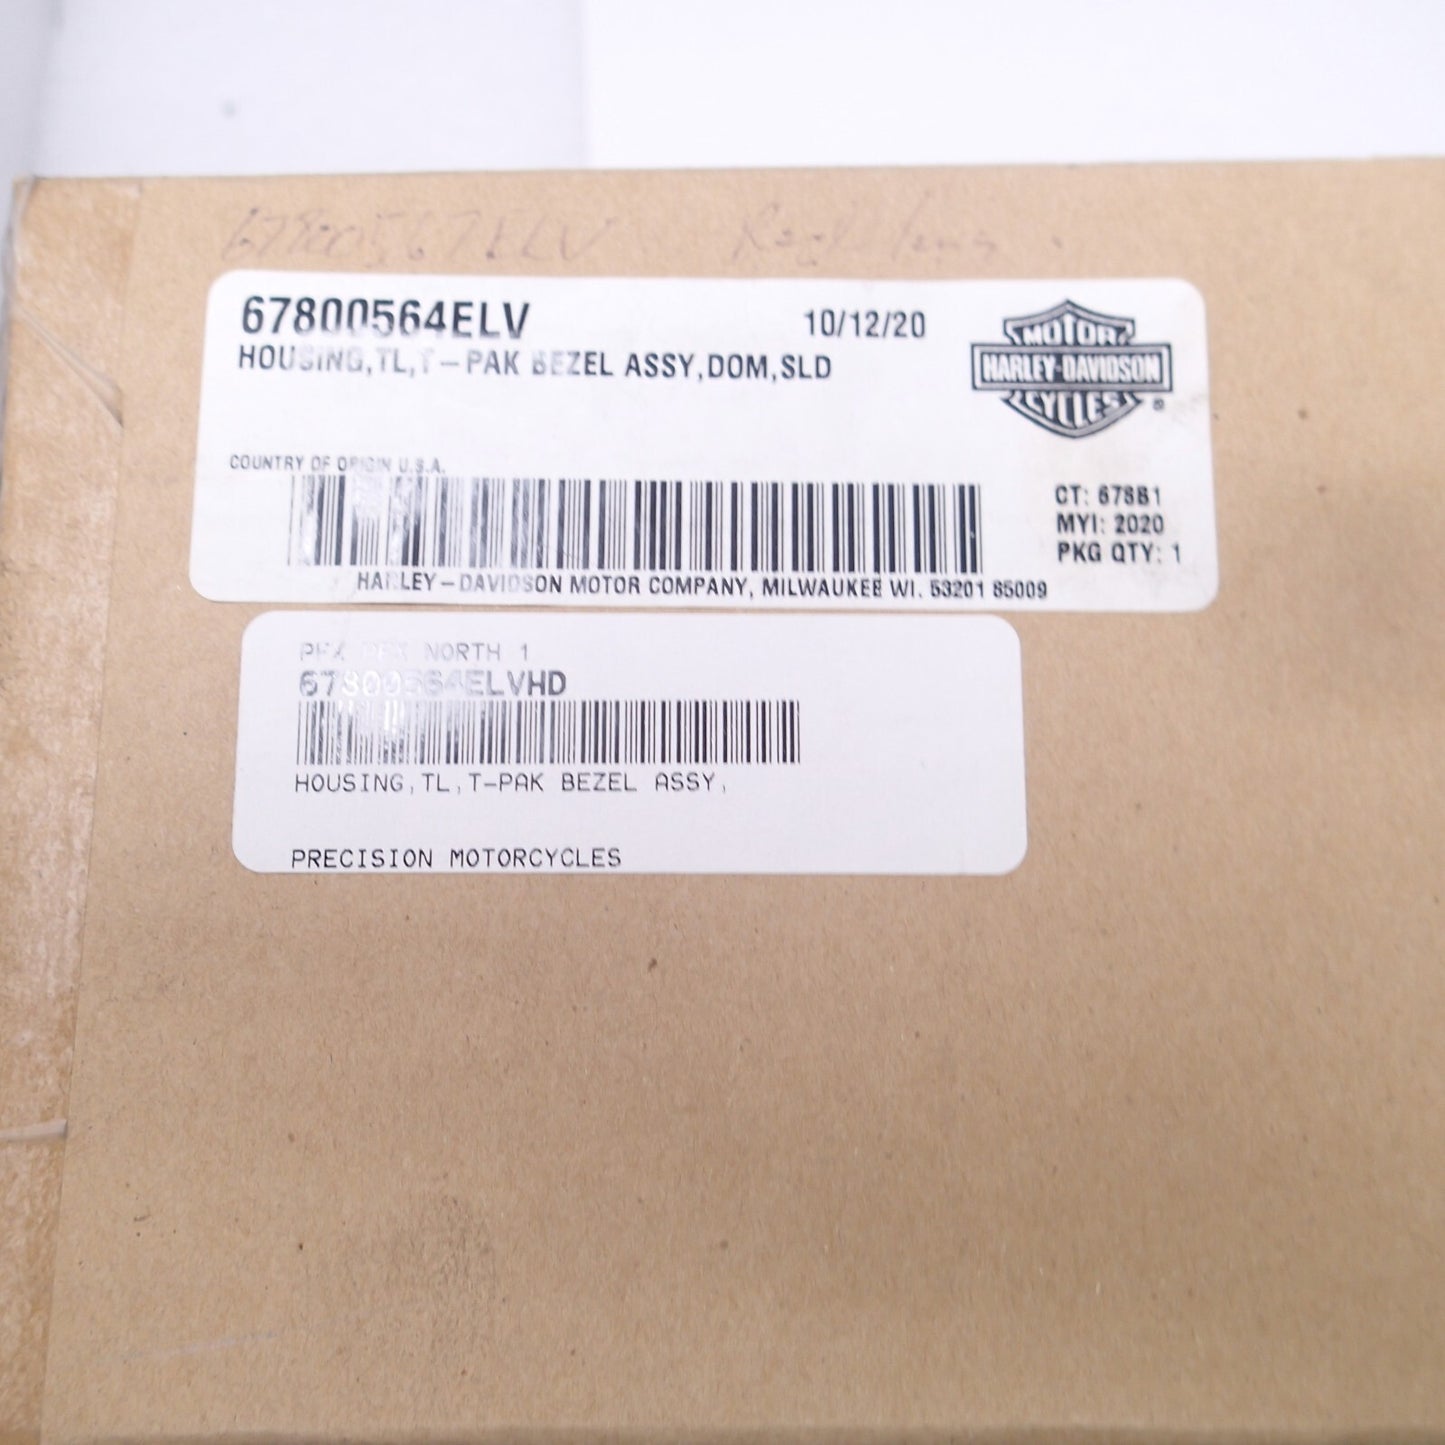 67800567ELV
67800564ELV 10/12/20
HOUSING,TL,T-PAK BEZEL ASSY,DOM,SLD
MOTOR
HARLEY-DAVIDSON
CYCLES ®
COUNTRY OF ORIGIN U.S.A.
CT: 678B1
MYI: 2020
PKG QTY: 1
HARLEY-DAVIDSON MOTOR COMPANY, MILWAUKEE WI. 53201 85009
NORTH 1
67800564ELVHD
HOUSING,TL,T-PAK BEZEL ASSY,
PRECISION MOTORCYCLES